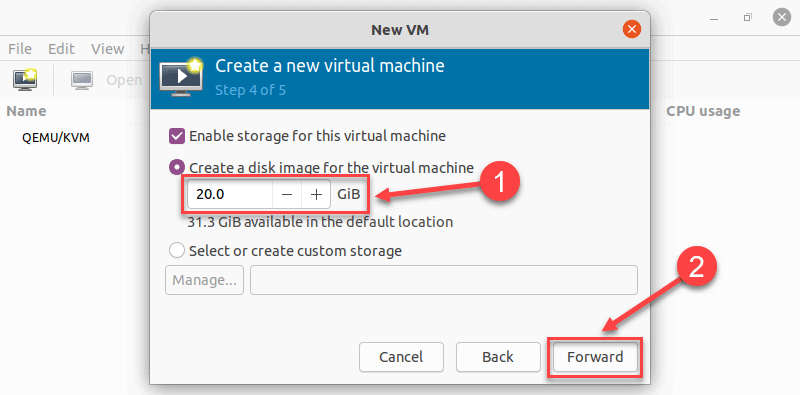 New VM
File Edit View H
Create a new virtual machine
Step 4 of 5
Open
Name
CPU usage
QEMU/KVM
Enable storage for this virtual machine
Create a disk image for the virtual machine
1
20.0 − + GiB
31.3 GiB available in the default location
Select or create custom storage
2
Manage...
Cancel Back Forward